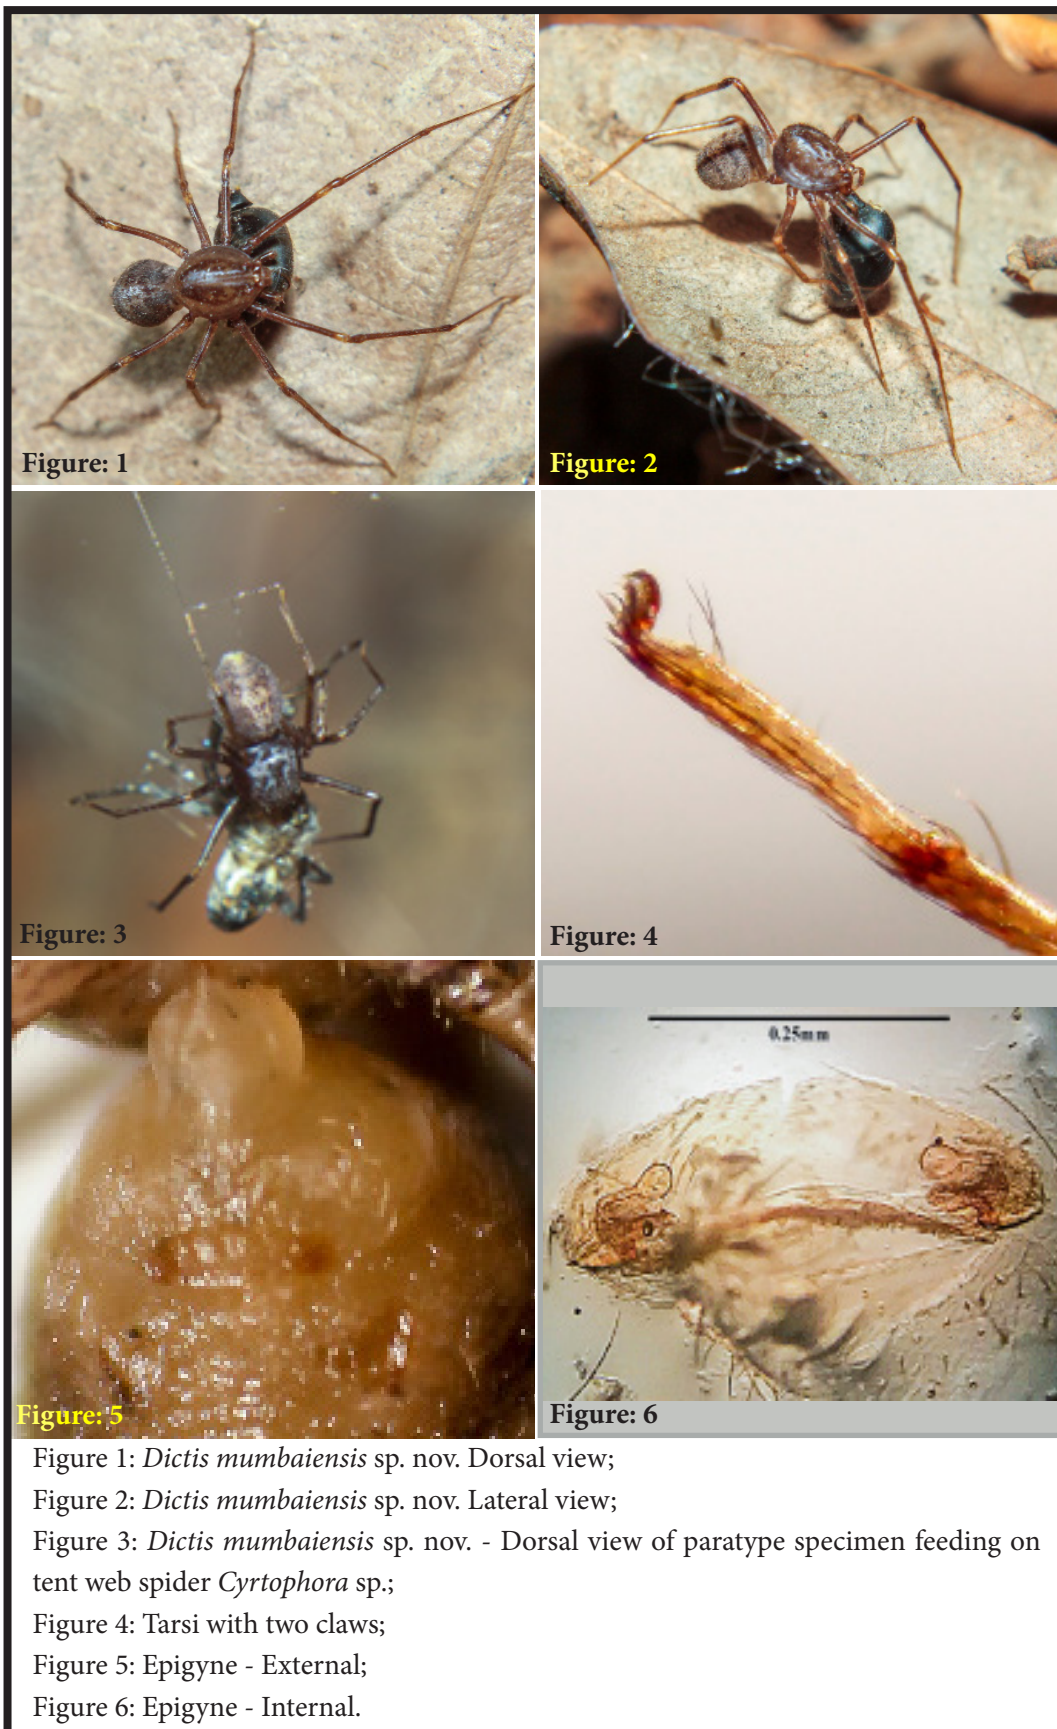 Figure: 1
Figure: 2
Figure: 3
Figure: 4
Figure: 5
0.25mm
Figure: 6
Figure 1: Dictis mumbaiensis sp. nov. Dorsal view;
Figure 2: Dictis mumbaiensis sp. nov. Lateral view;
Figure 3: Dictis mumbaiensis sp. nov. - Dorsal view of paratype specimen feeding on
tent web spider Cyrtophora sp.;
Figure 4: Tarsi with two claws;
Figure 5: Epigyne - External;
Figure 6: Epigyne - Internal.